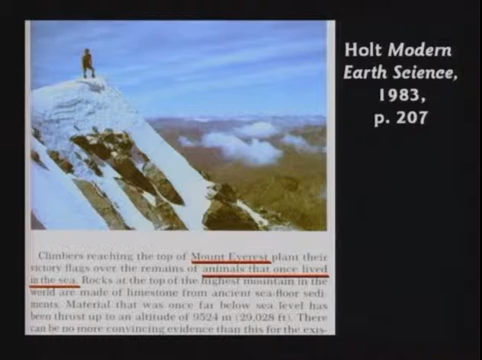 Holt Modern
Earth Science,
1983,
p. 207
Climbers reaching the top of Mount Everest plant their
victory flags over the remains of animals that once lived
in the sea. Rocks at the top of the highest mountain in the
world are made of limestone from ancient sea-floor sedi-
ments. Material that was once far below sea level has
been thrust up to an altitude of 9524 m (29,028 ft). There
can be no more convincing evidence than this for the exis-